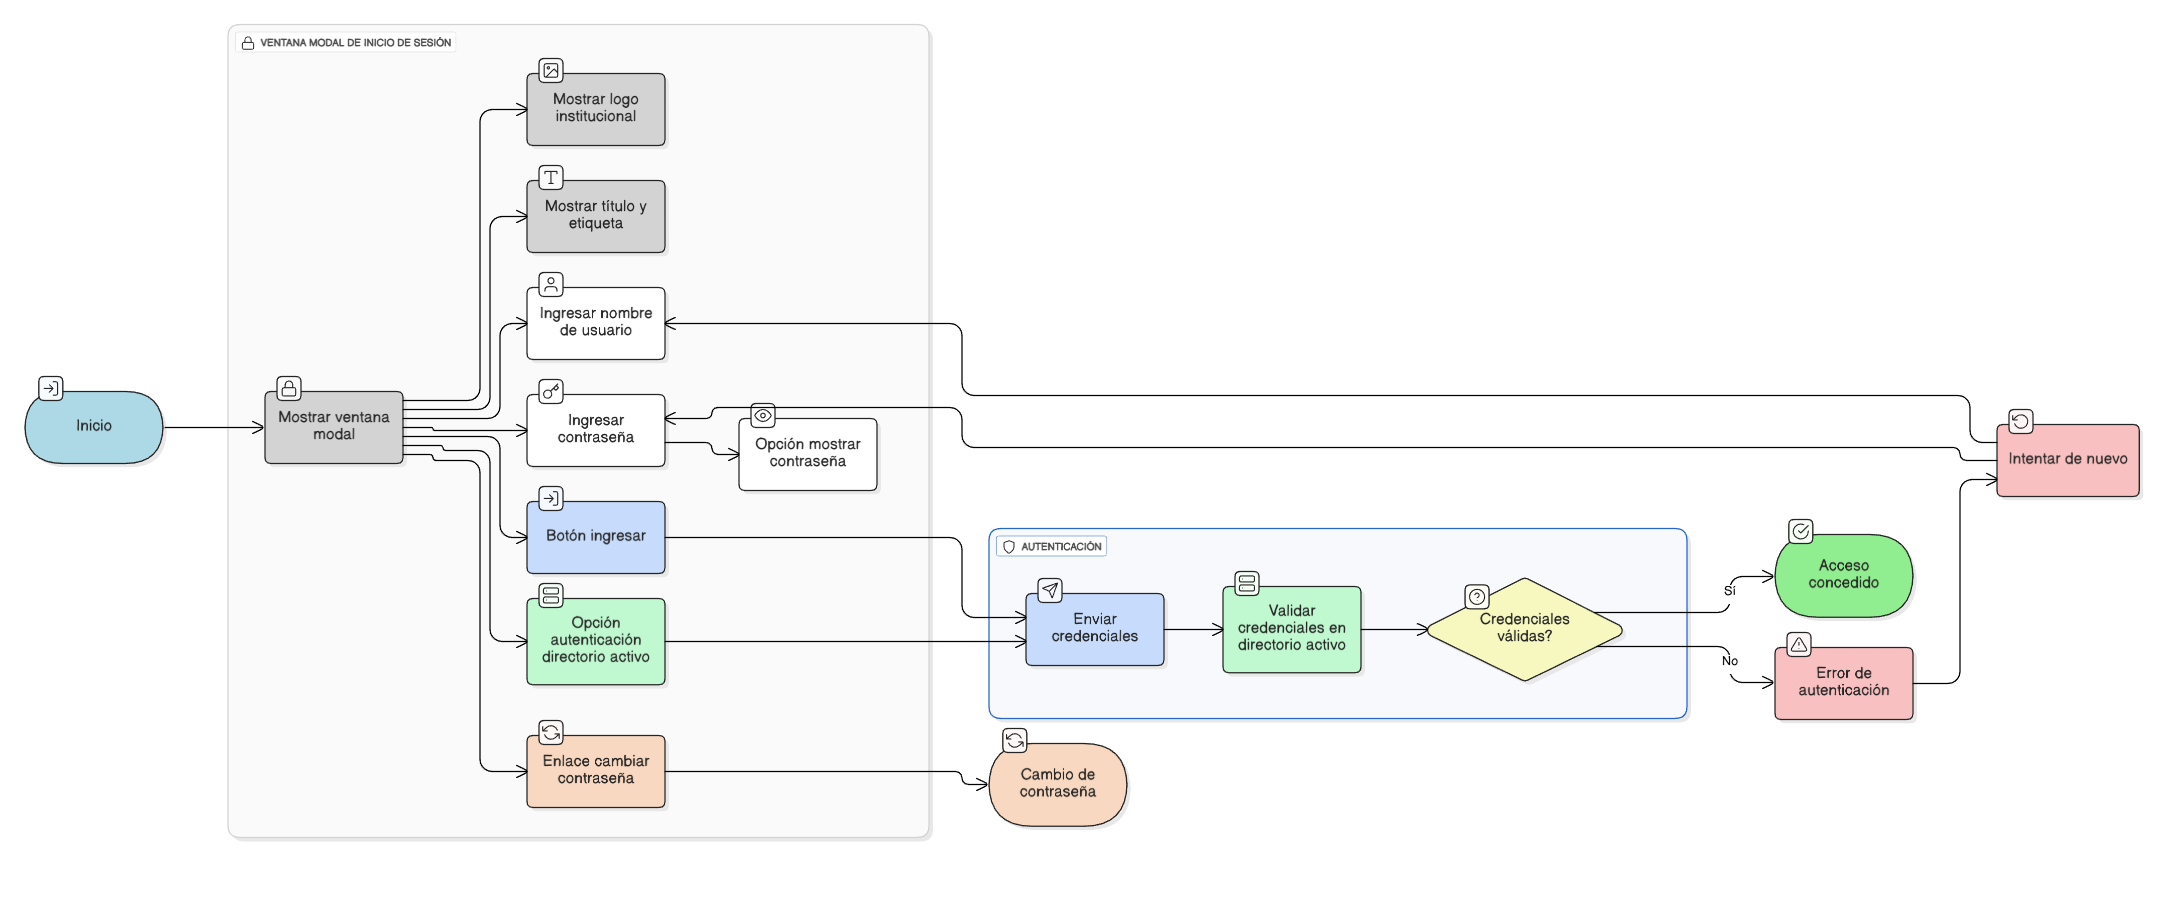 VENTANA MODAL DE INICIO DE SESIÓN
Mostrar logo
institucional
Mostrar título y
etiqueta
Ingresar nombre
de usuario
Inicio
Mostrar ventana
modal
Ingresar
contraseña
Opción mostrar
contraseña
Intentar de nuevo
Botón ingresar
Opción
autenticación
directorio activo
Enlace cambiar
contraseña
AUTENTICACIÓN
Enviar
credenciales
Validar
credenciales en
directorio activo
Credenciales
válidas?
Sí
No
Acceso
concedido
Error de
autenticación
Cambio de
contraseña